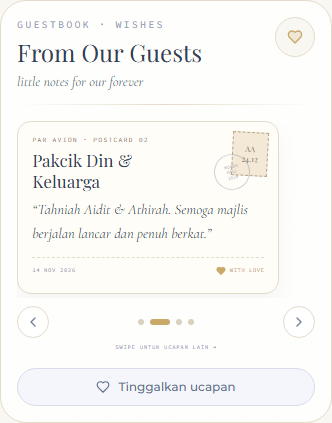 GUESTBOOK · WISHES
From Our Guests
little notes for our forever
PAR AVION · POSTCARD 02
AA
24.12
Pakcik Din &
Keluarga
“Tahniah Aidit & Athirah. Semoga majlis
berjalan lancar dan penuh berkat.”
14 NOV 2026
WITH LOVE
SWIPE UNTUK UCAPAN LAIN →
Tinggalkan ucapan